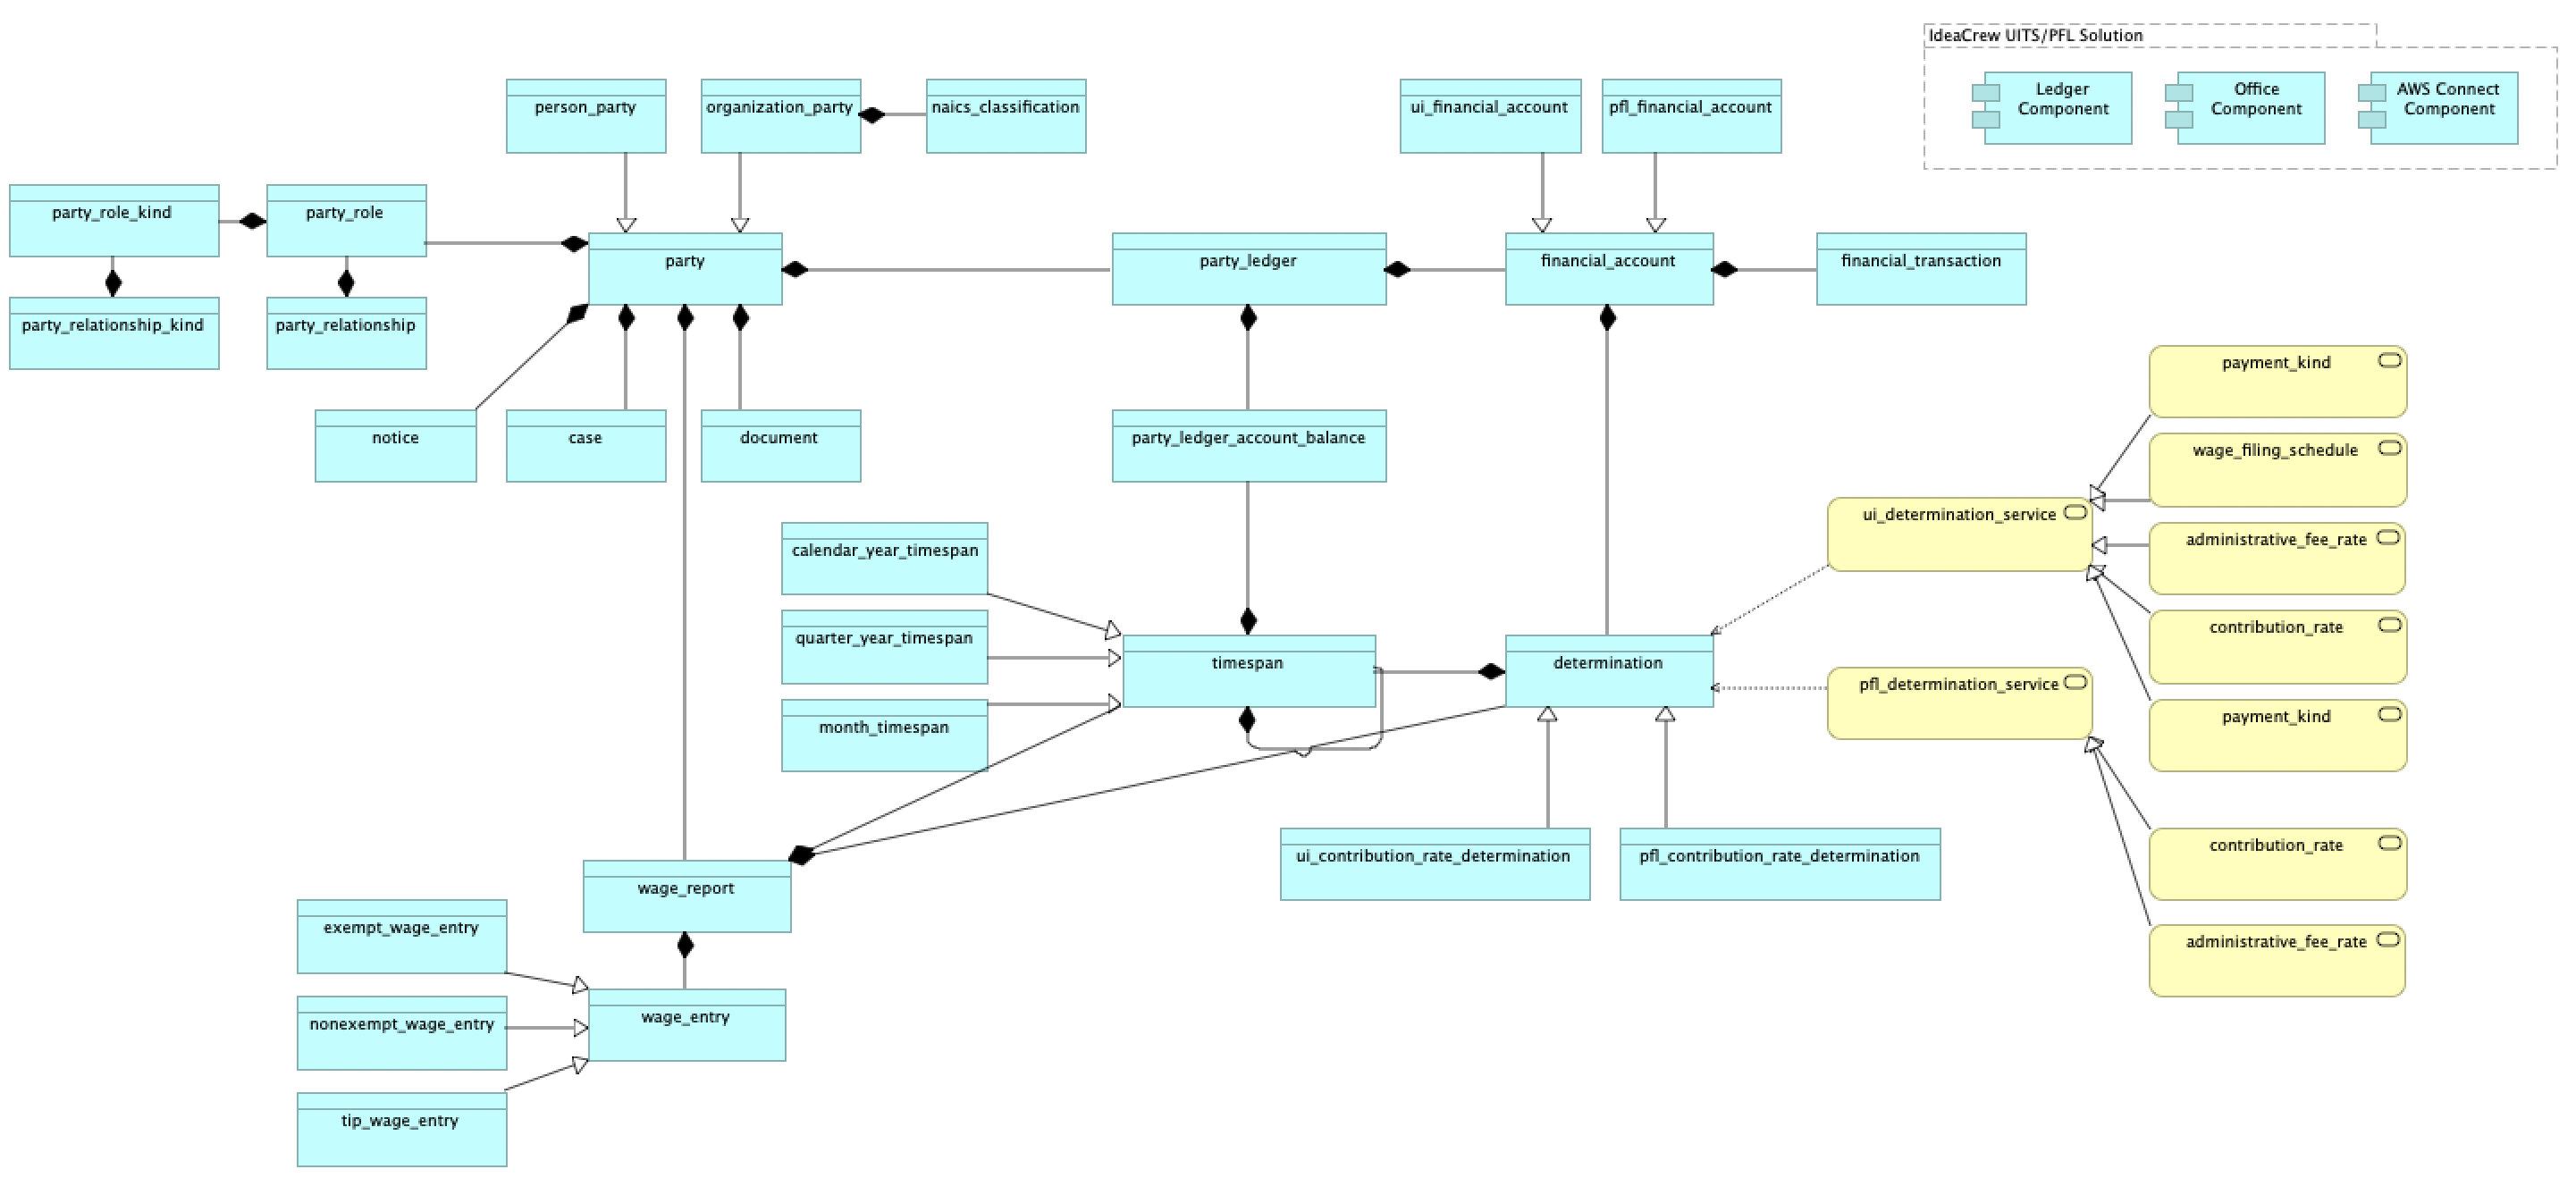 IdeaCrew UITS/PFL Solution
Ledger
Component
Office
Component
AWS Connect
Component
person_party
organization_party
naics_classification
ui_financial_account
pfl_financial_account
party_role_kind
party_role
party
party_ledger
financial_account
financial_transaction
party_relationship_kind
party_relationship
notice
case
document
party_ledger_account_balance
payment_kind
wage_filing_schedule
ui_determination_service
administrative_fee_rate
calendar_year_timespan
quarter_year_timespan
contribution_rate
timespan
determination
pfl_determination_service
month_timespan
payment_kind
wage_report
ui_contribution_rate_determination
pfl_contribution_rate_determination
contribution_rate
exempt_wage_entry
administrative_fee_rate
nonexempt_wage_entry
wage_entry
tip_wage_entry